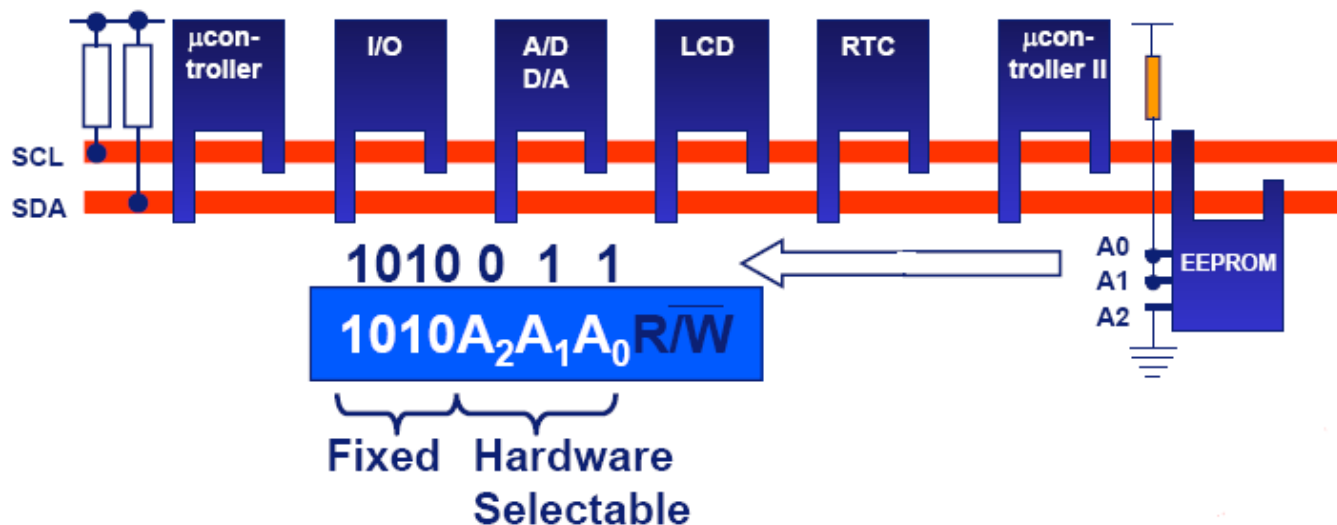 μcon-
troller
I/O
A/D
D/A
LCD
RTC
μcon-
troller II
SCL
SDA
A0
A1
A2
EEPROM
1010 0 1 1
1010A₂A₁A₀R/W̅
Fixed
Hardware
Selectable